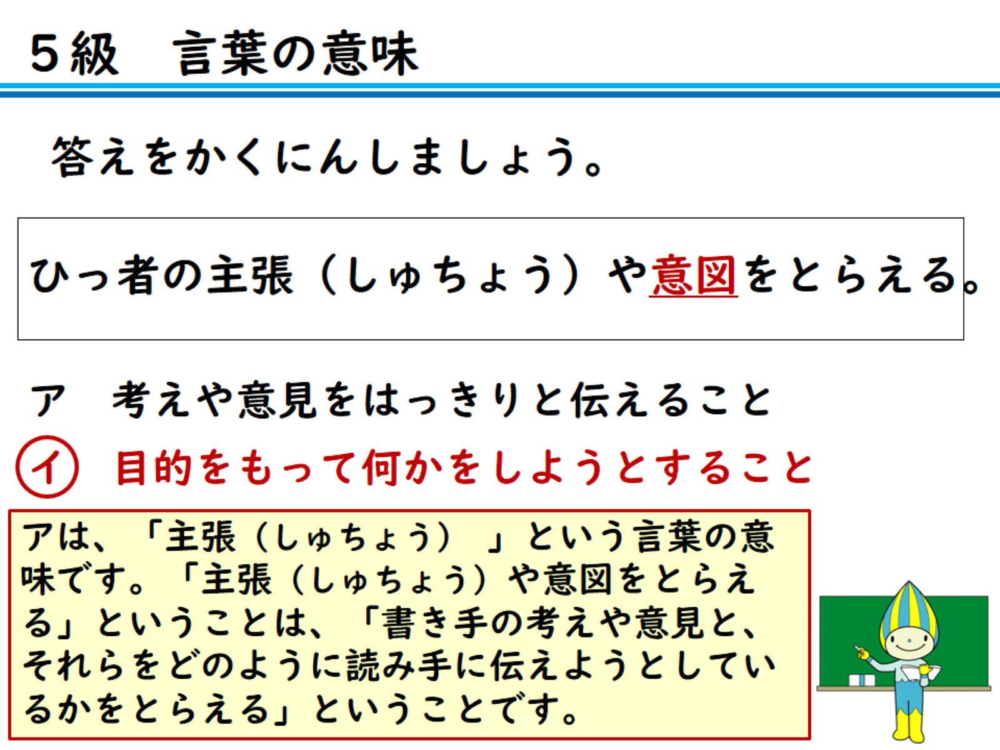 ５級　言葉の意味
答えをかくにんしましょう。
ひっ者の主張（しゅちょう）や意図をとらえる。
ア　考えや意見をはっきりと伝えること
イ　目的をもって何かをしようとすること
アは、「主張（しゅちょう）　」という言葉の意
味です。「主張（しゅちょう）や意図をとらえ
る」ということは、「書き手の考えや意見と、
それらをどのように読み手に伝えようとしてい
るかをとらえる」ということです。